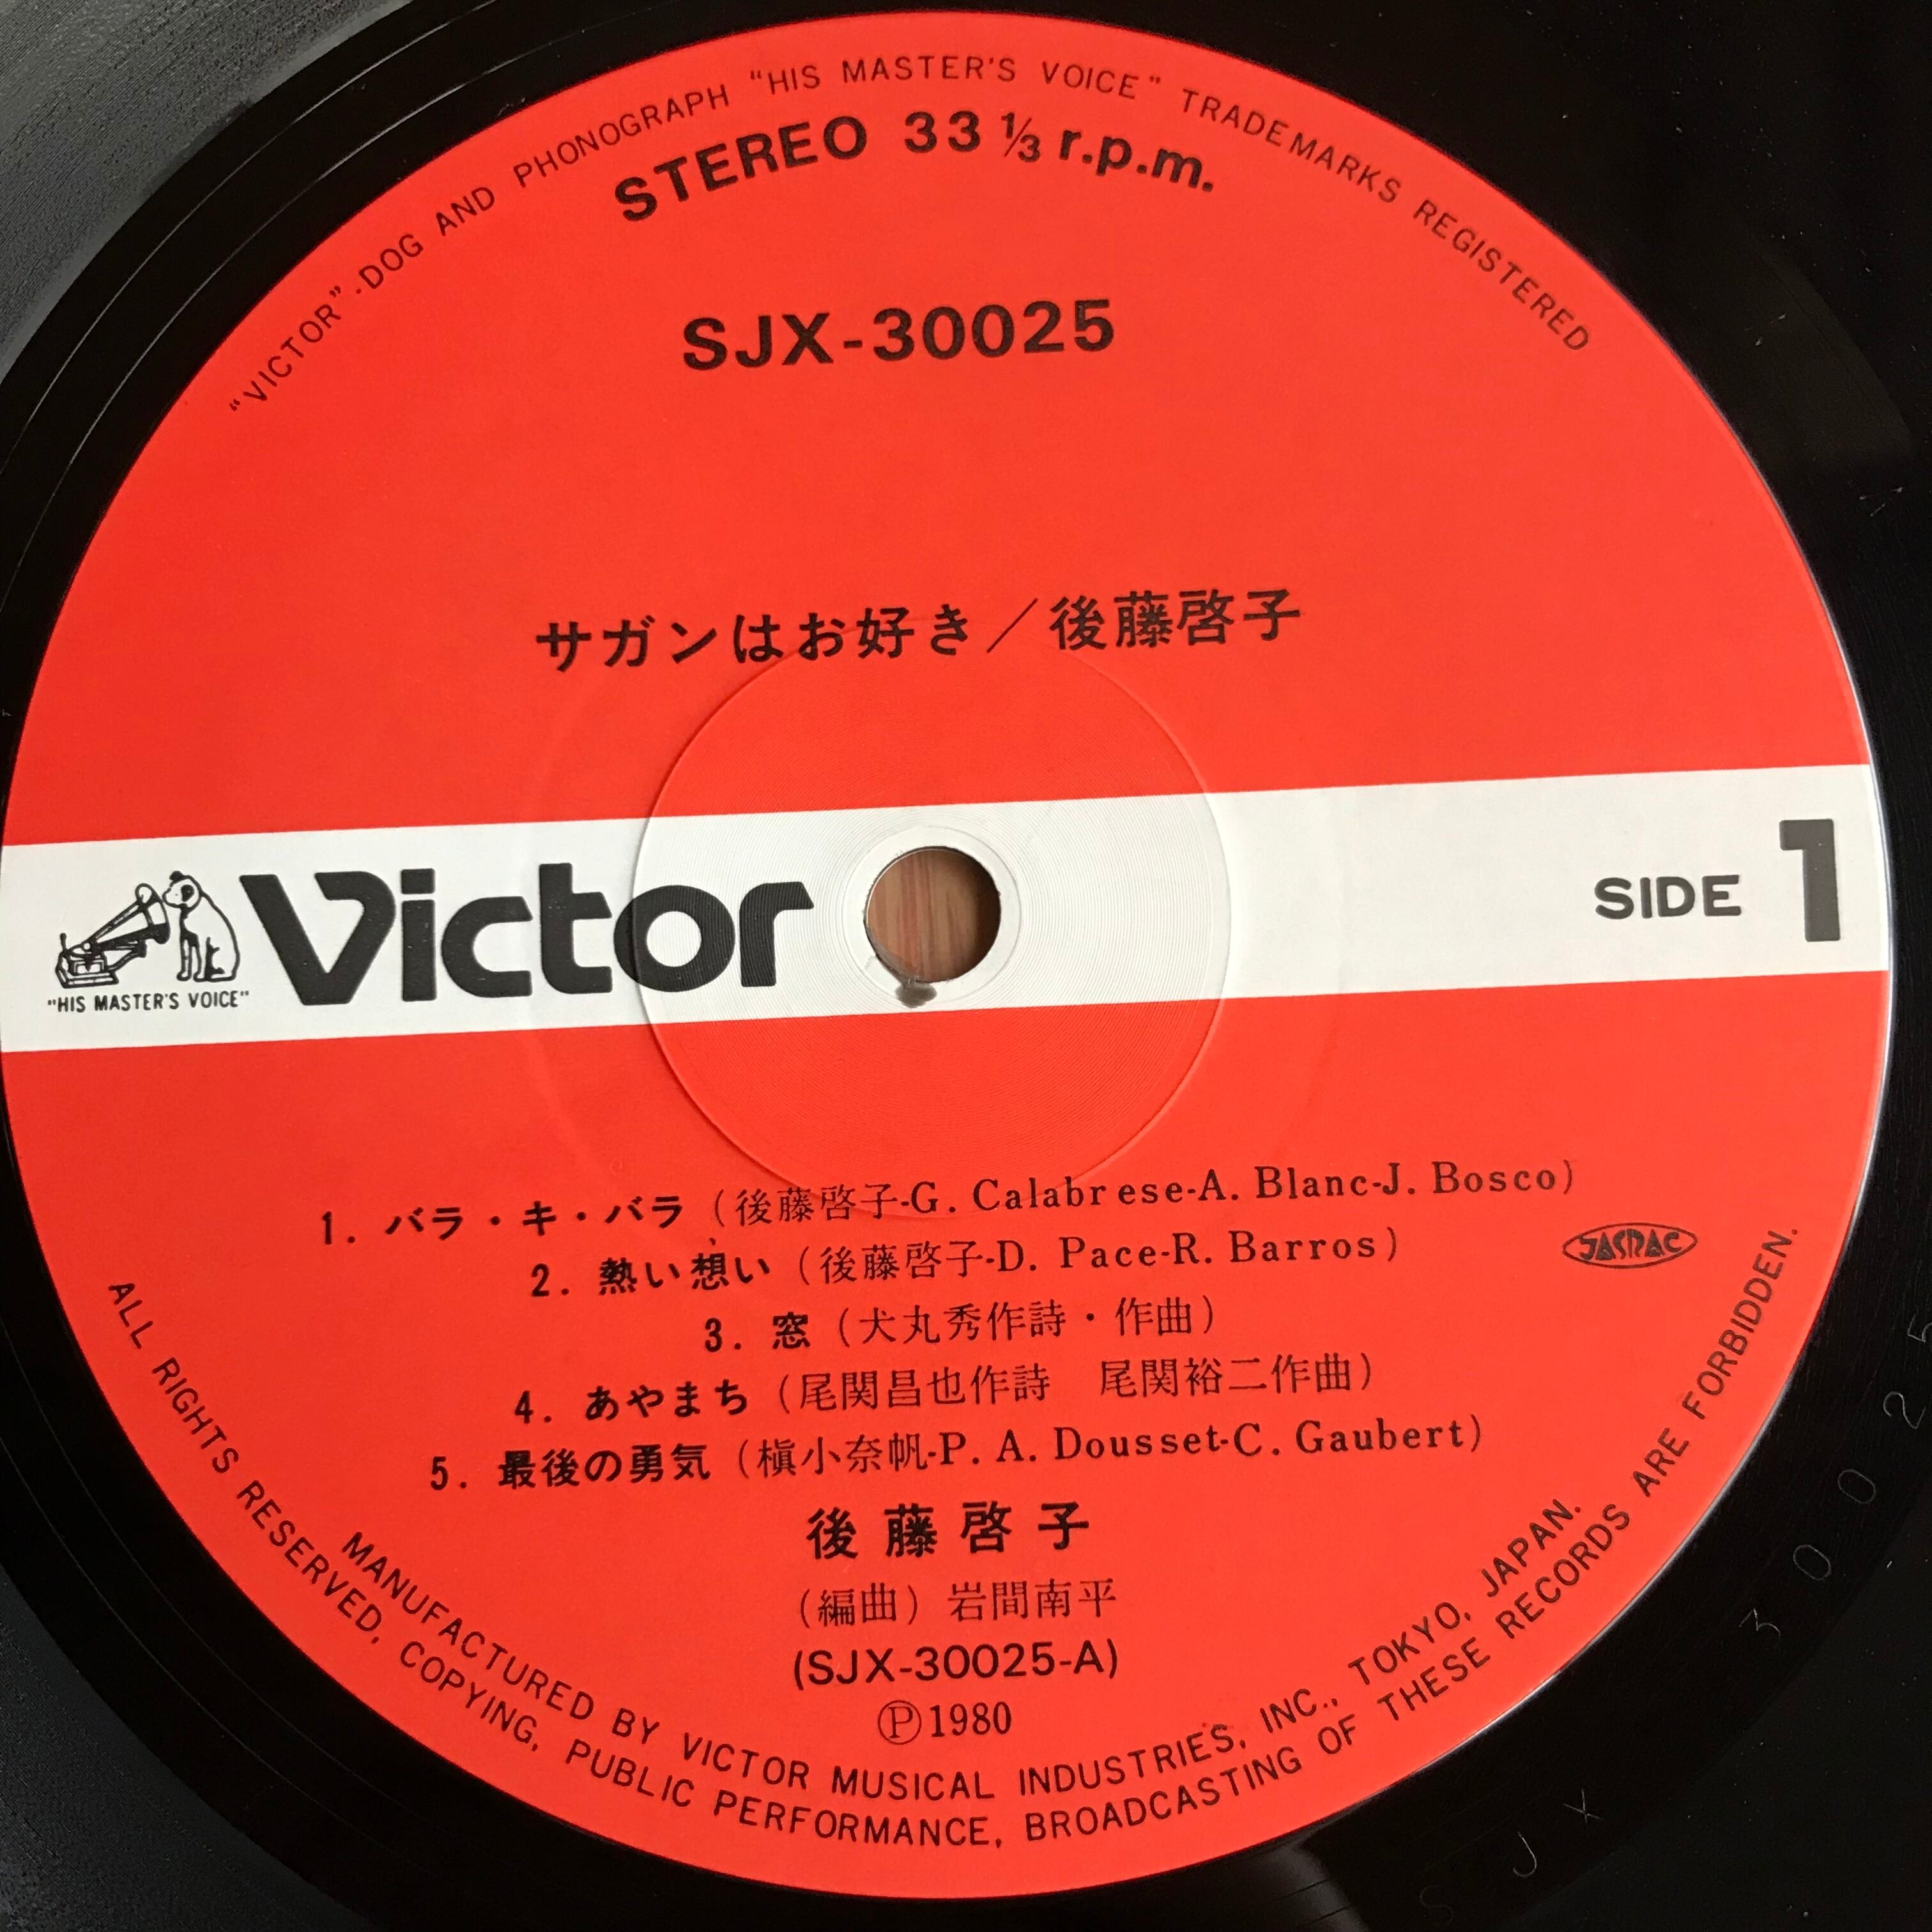 "VICTOR"-DOG AND PHONOGRAPH "HIS MASTER'S VOICE" TRADEMARKS REGISTERED
STEREO 33 1/3 r.p.m.
SJX-30025
サガンはお好き／後藤啓子
"HIS MASTER'S VOICE"
Victor
SIDE 1
1. バラ・キ・バラ (後藤啓子-G. Calabrese-A. Blanc-J. Bosco)
2. 熱い想い (後藤啓子-D. Pace-R. Barros)
JASRAC
3. 窓 (犬丸秀作詩・作曲)
4. あやまち (尾関昌也作詩　尾関裕二作曲)
5. 最後の勇気 (槇小奈帆-P. A. Dousset-C. Gaubert)
後藤啓子
(編曲) 岩間南平
(SJX-30025-A)
Ⓟ1980
MANUFACTURED BY VICTOR MUSICAL INDUSTRIES, INC., TOKYO, JAPAN.
ALL RIGHTS RESERVED, COPYING, PUBLIC PERFORMANCE, BROADCASTING OF THESE RECORDS ARE FORBIDDEN.
SJX 30025